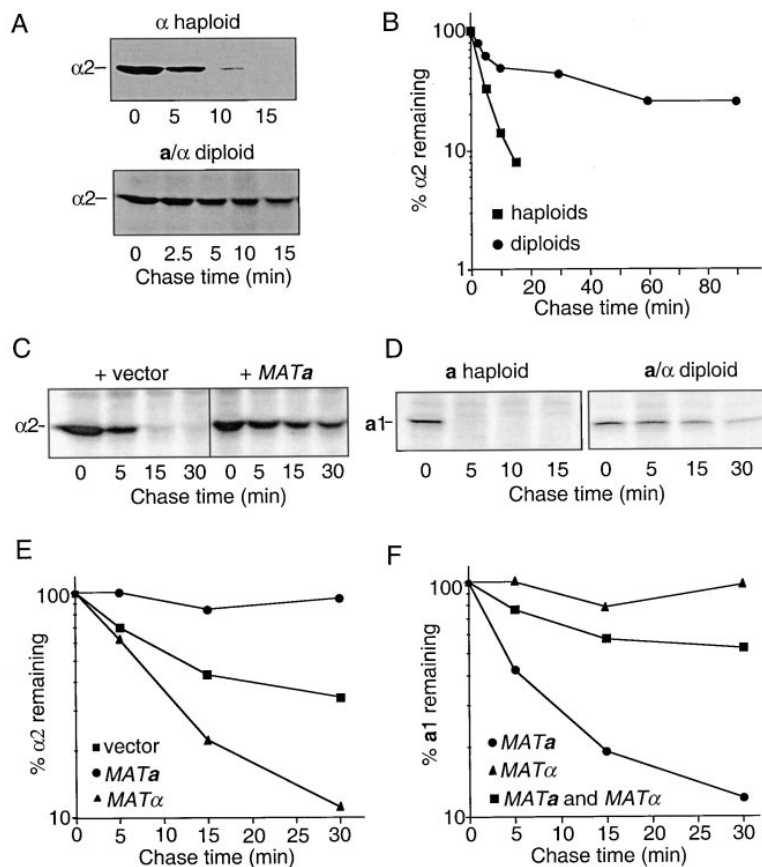 A
α haploid
α2–
0 5 10 15
a/α diploid
α2–
0 2.5 5 10 15
Chase time (min)
B
% α2 remaining
100
10
1
haploids
diploids
0 20 40 60 80
Chase time (min)
C
+ vector + MATa
α2–
0 5 15 30 0 5 15 30
Chase time (min)
D
a haploid a/α diploid
a1–
0 5 10 15 0 5 15 30
Chase time (min)
E
% α2 remaining
100
10
vector
MATa
MATα
0 5 10 15 20 25 30
Chase time (min)
F
% a1 remaining
100
10
MATa
MATα
MATa and MATα
0 5 10 15 20 25 30
Chase time (min)